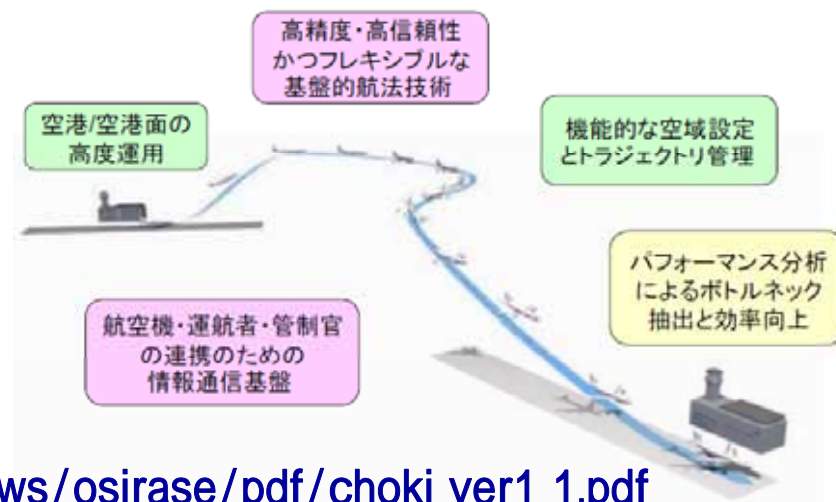 高精度・高信頼性
かつフレキシブルな
基盤的航法技術
空港/空港面の
高度運用
機能的な空域設定
とトラジェクトリ管理
パフォーマンス分析
によるボトルネック
抽出と効率向上
航空機・運航者・管制官
の連携のための
情報通信基盤
ws/osirase/pdf/choki_ver1_1.pdf